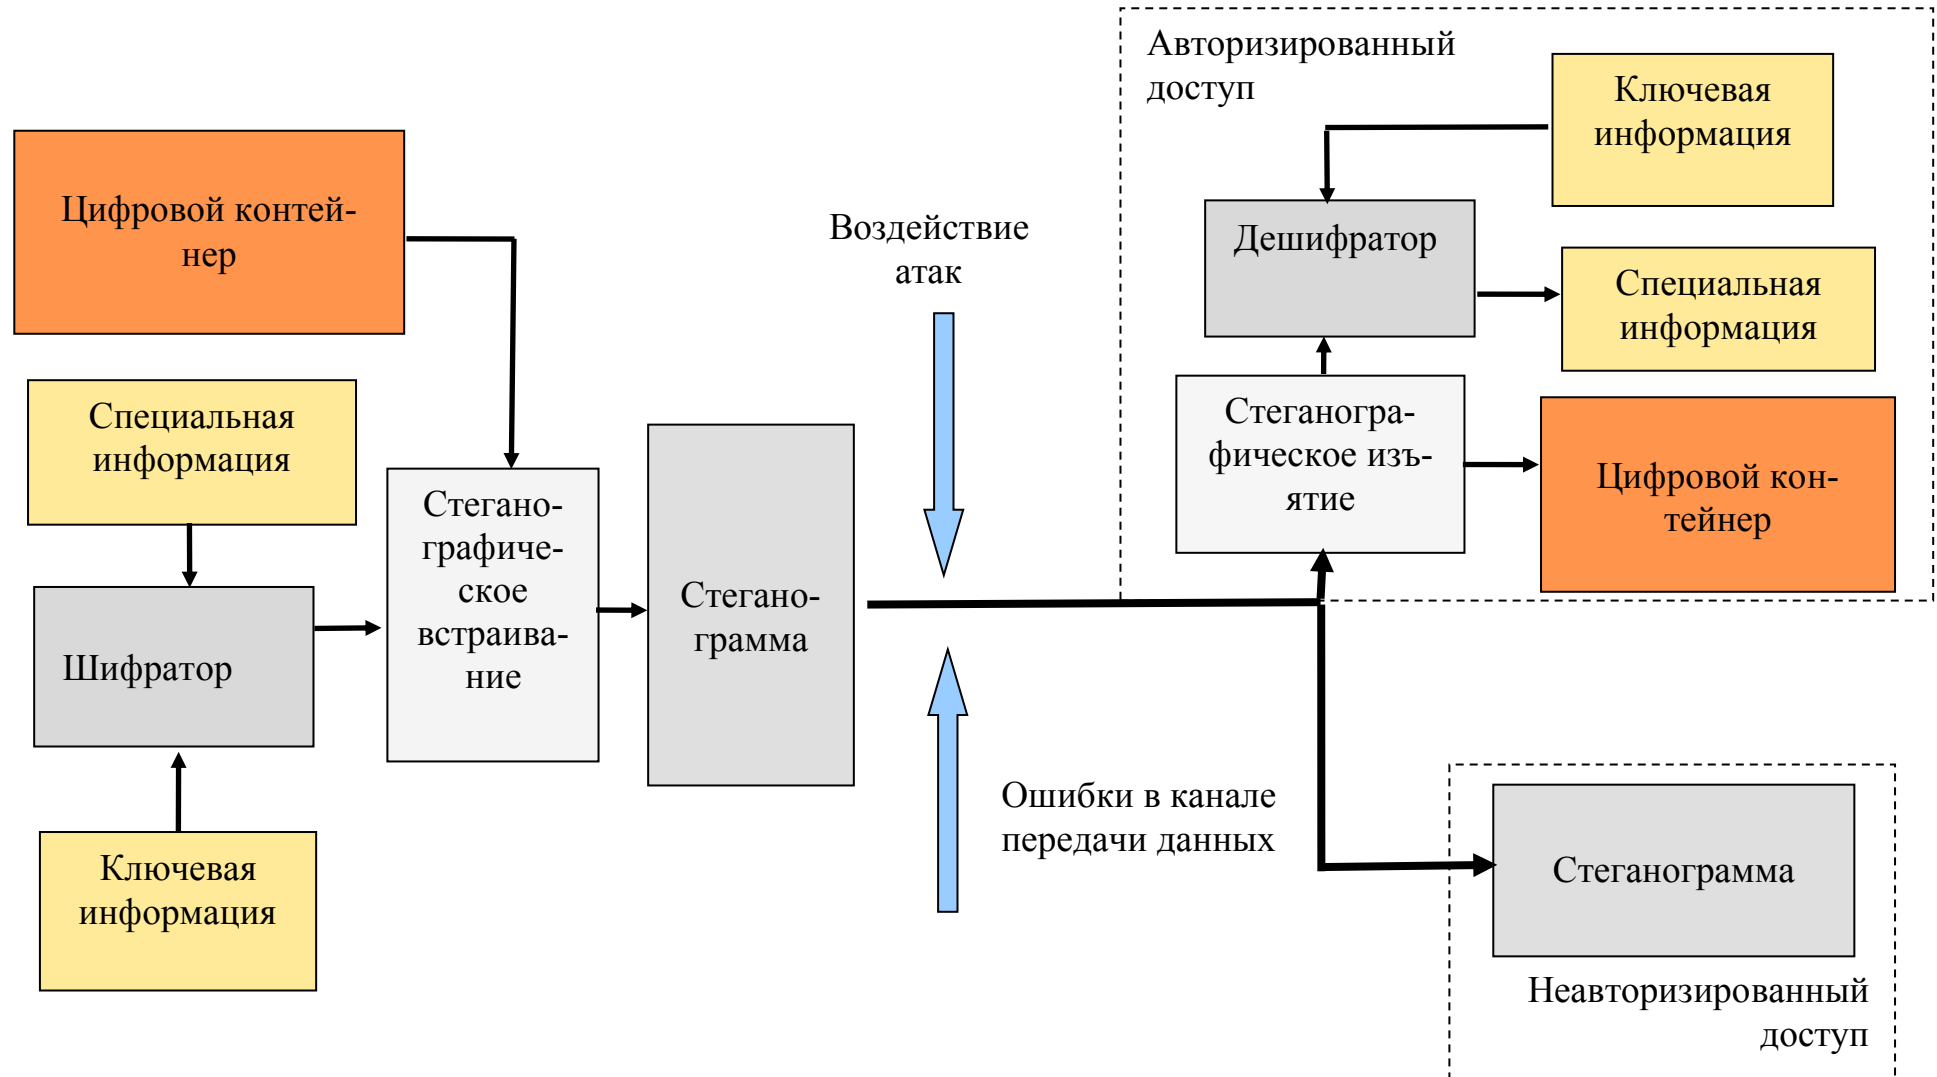 Авторизированный
доступ
Ключевая
информация
Цифровой контей-
нер
Воздействие
атак
Дешифратор
Специальная
информация
Специальная
информация
Стеганогра-
фическое изъ-
ятие
Цифровой кон-
тейнер
Стегано-
графиче-
ское
встраива-
ние
Стегано-
грамма
Шифратор
Ошибки в канале
передачи данных
Ключевая
информация
Стеганограмма
Неавторизированный
доступ